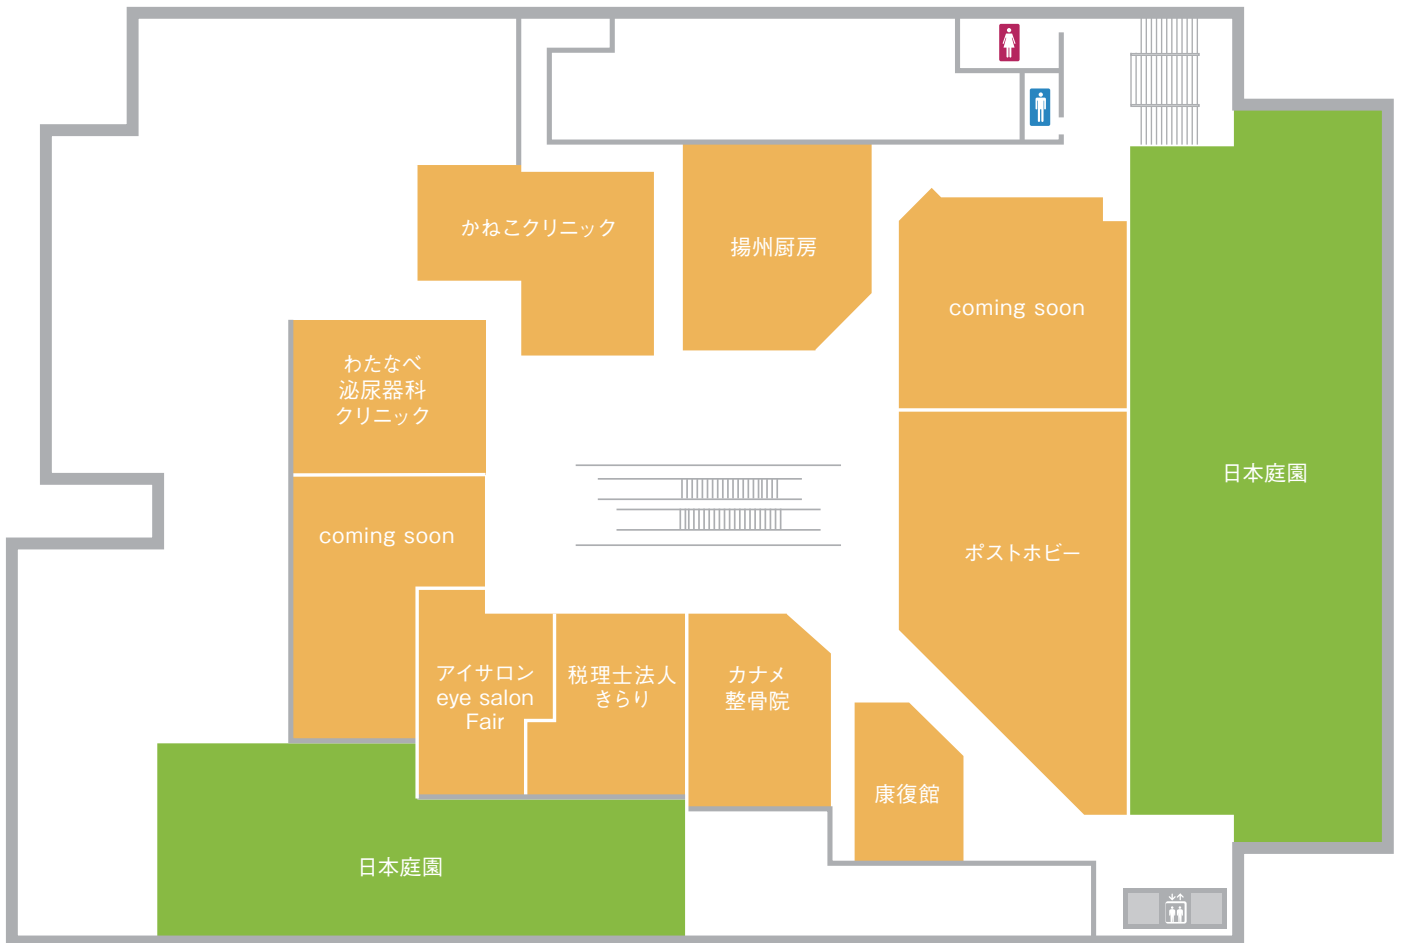 かねこクリニック
揚州厨房
coming soon
わたなべ
泌尿器科
クリニック
日本庭園
coming soon
ポストホビー
アイサロン
eye salon
Fair
税理士法人
きらり
カナメ
整骨院
康復館
日本庭園